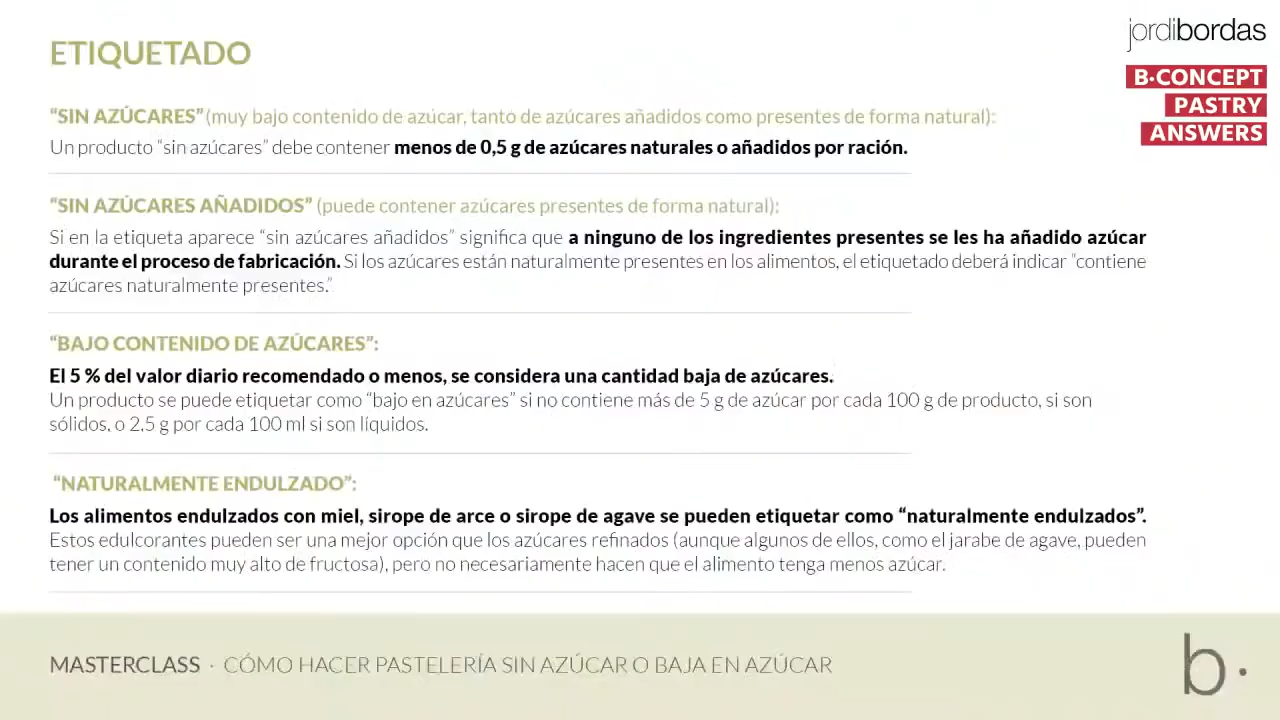 ETIQUETADO
jordibordas
B·CONCEPT
PASTRY
ANSWERS
“SIN AZÚCARES” (muy bajo contenido de azúcar, tanto de azúcares añadidos como presentes de forma natural):
Un producto “sin azúcares” debe contener menos de 0,5 g de azúcares naturales o añadidos por ración.
“SIN AZÚCARES AÑADIDOS” (puede contener azúcares presentes de forma natural):
Si en la etiqueta aparece “sin azúcares añadidos” significa que a ninguno de los ingredientes presentes se les ha añadido azúcar
durante el proceso de fabricación. Si los azúcares están naturalmente presentes en los alimentos, el etiquetado deberá indicar “contiene
azúcares naturalmente presentes.”
“BAJO CONTENIDO DE AZÚCARES”:
El 5 % del valor diario recomendado o menos, se considera una cantidad baja de azúcares.
Un producto se puede etiquetar como “bajo en azúcares” si no contiene más de 5 g de azúcar por cada 100 g de producto, si son
sólidos, o 2,5 g por cada 100 ml si son líquidos.
“NATURALMENTE ENDULZADO”:
Los alimentos endulzados con miel, sirope de arce o sirope de agave se pueden etiquetar como “naturalmente endulzados”.
Estos edulcorantes pueden ser una mejor opción que los azúcares refinados (aunque algunos de ellos, como el jarabe de agave, pueden
tener un contenido muy alto de fructosa), pero no necesariamente hacen que el alimento tenga menos azúcar.
MASTERCLASS · CÓMO HACER PASTELERÍA SIN AZÚCAR O BAJA EN AZÚCAR
b·